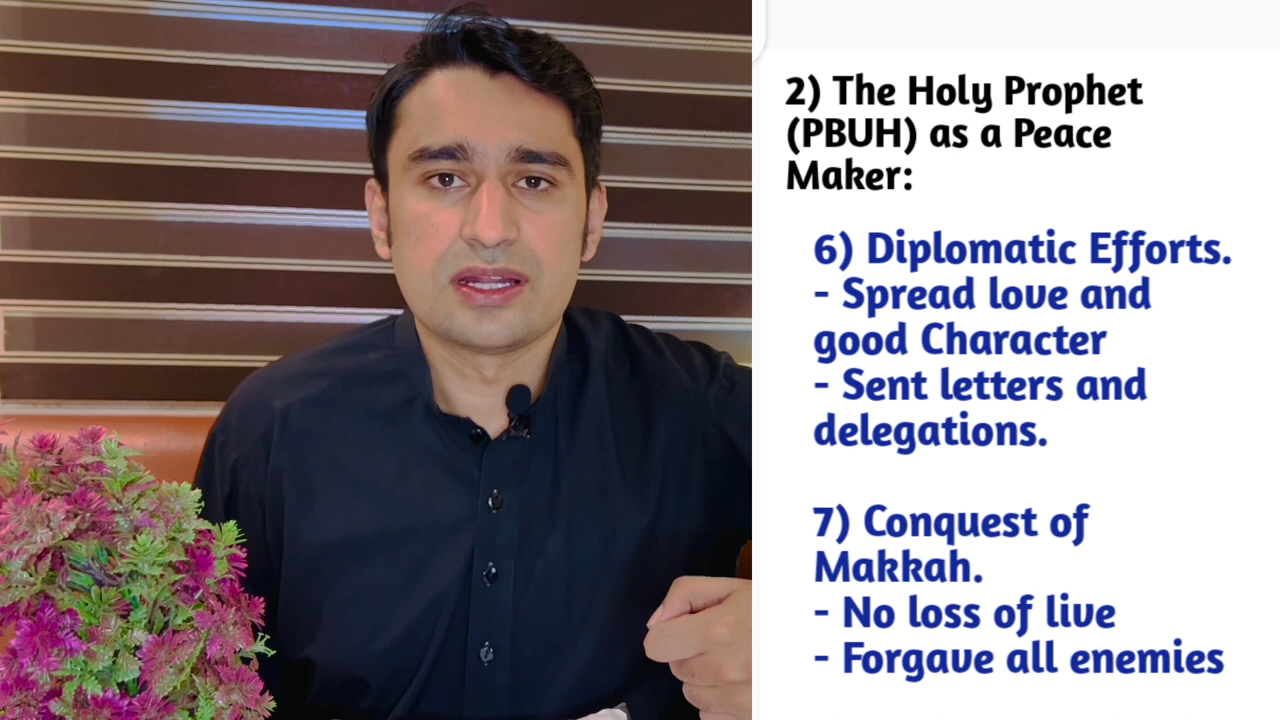 2) The Holy Prophet
(PBUH) as a Peace
Maker:
6) Diplomatic Efforts.
- Spread love and
good Character
- Sent letters and
delegations.
7) Conquest of
Makkah.
- No loss of live
- Forgave all enemies